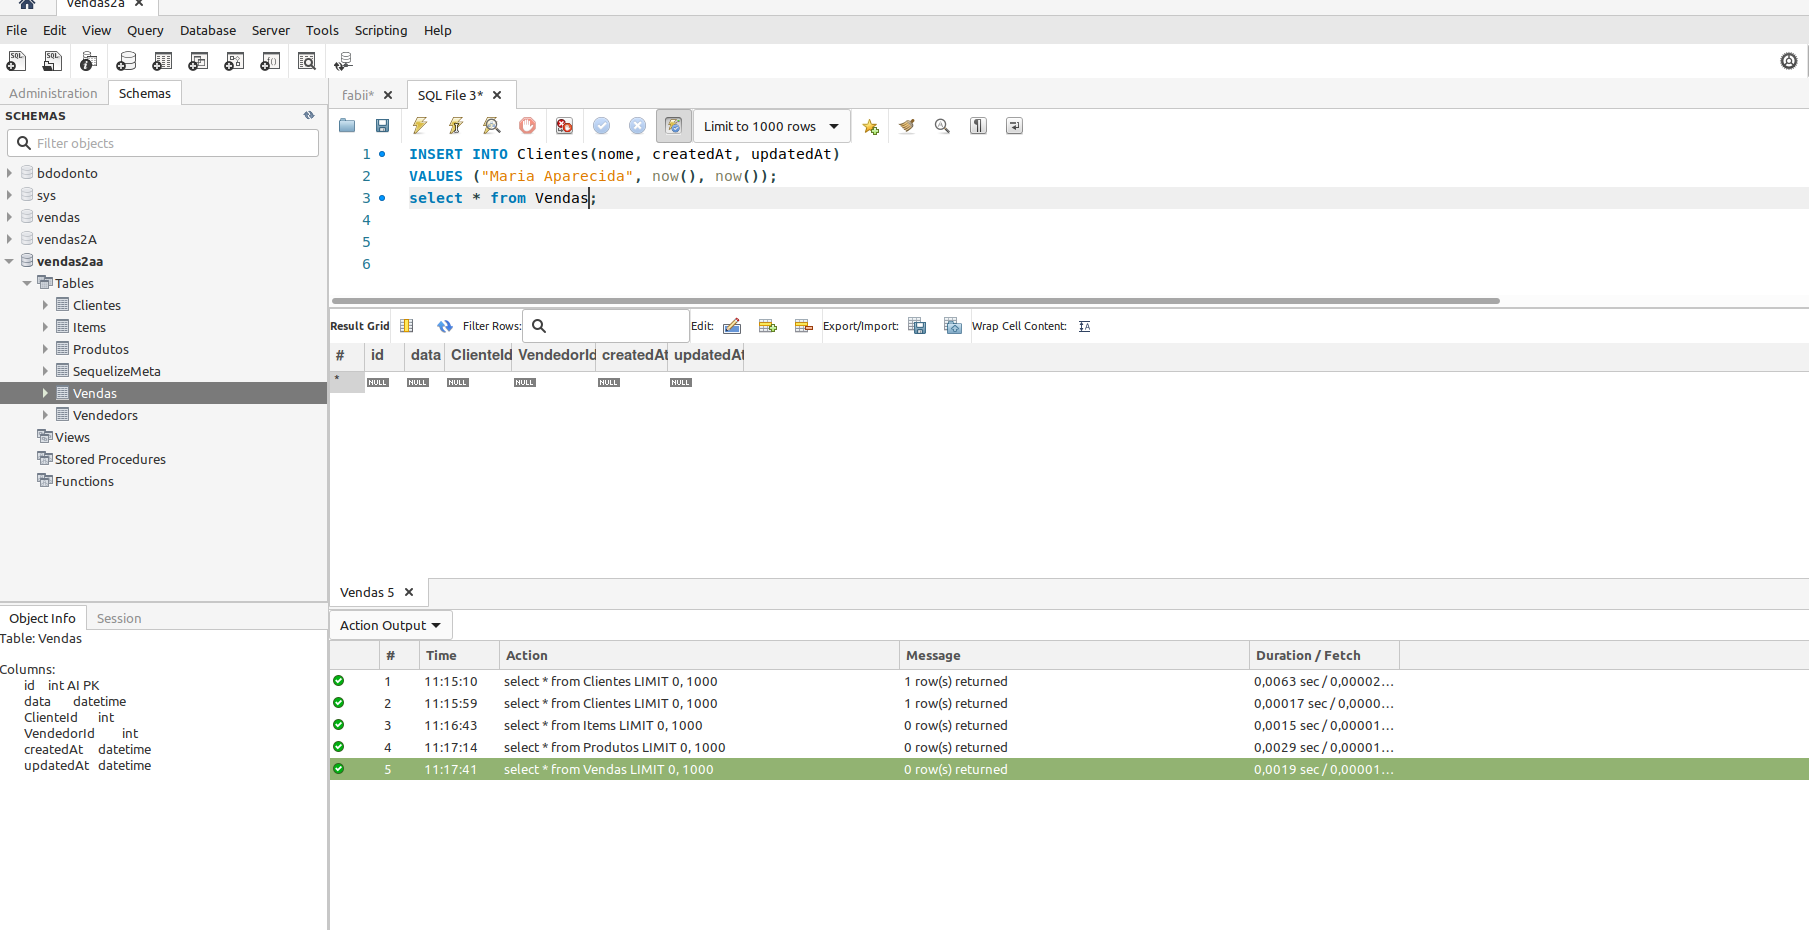 Vendas2a ×
File Edit View Query Database Server Tools Scripting Help
Administration Schemas
SCHEMAS
Filter objects
bdodonto
sys
vendas
vendas2A
vendas2aa
Tables
Clientes
Items
Produtos
SequelizeMeta
Vendas
Vendedors
Views
Stored Procedures
Functions
Object Info Session
Table: Vendas
Columns:
id int AI PK
data datetime
ClienteId int
VendedorId int
createdAt datetime
updatedAt datetime
fabii* × SQL File 3* ×
Limit to 1000 rows
1 INSERT INTO Clientes(nome, createdAt, updatedAt)
2 VALUES ("Maria Aparecida", now(), now());
3 select * from Vendas;
4
5
6
Result Grid Filter Rows: Edit: Export/Import: Wrap Cell Content:
# id data ClienteId VendedorId createdAt updatedAt
* NULL NULL NULL NULL NULL NULL
Vendas 5 ×
Action Output
# Time Action Message Duration / Fetch
1 11:15:10 select * from Clientes LIMIT 0, 1000 1 row(s) returned 0,0063 sec / 0,00002...
2 11:15:59 select * from Clientes LIMIT 0, 1000 1 row(s) returned 0,00017 sec / 0,0000...
3 11:16:43 select * from Items LIMIT 0, 1000 0 row(s) returned 0,0015 sec / 0,00001...
4 11:17:14 select * from Produtos LIMIT 0, 1000 0 row(s) returned 0,0029 sec / 0,00001...
5 11:17:41 select * from Vendas LIMIT 0, 1000 0 row(s) returned 0,0019 sec / 0,00001...